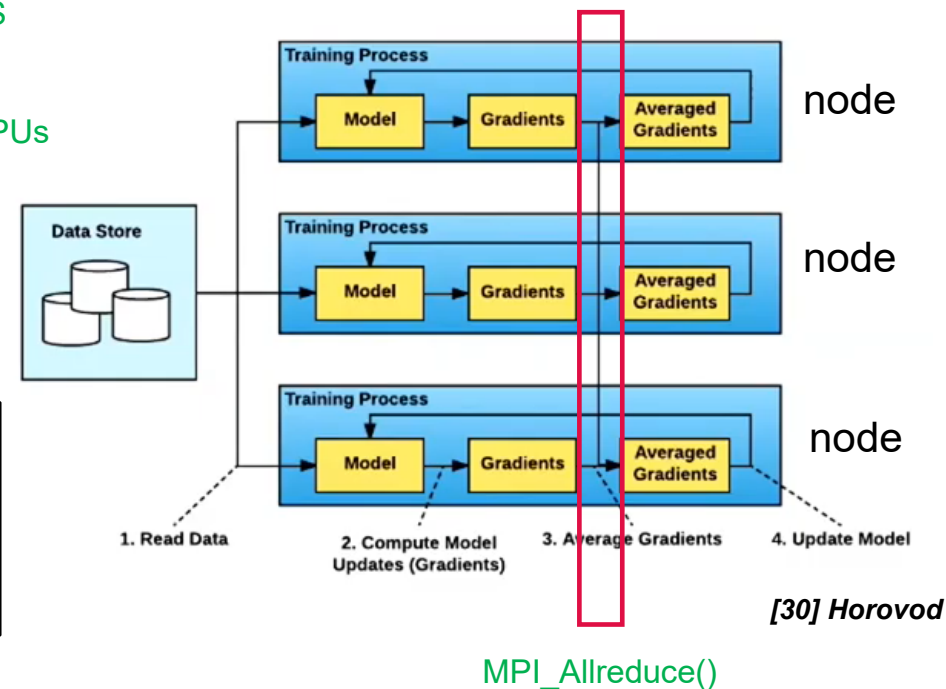 S
PUs
Training Process
Model
Gradients
Averaged
Gradients
node
Data Store
Training Process
Model
Gradients
Averaged
Gradients
node
Training Process
Model
Gradients
Averaged
Gradients
node
1. Read Data
2. Compute Model
Updates (Gradients)
3. Average Gradients
4. Update Model
[30] Horovod
MPI_Allreduce()